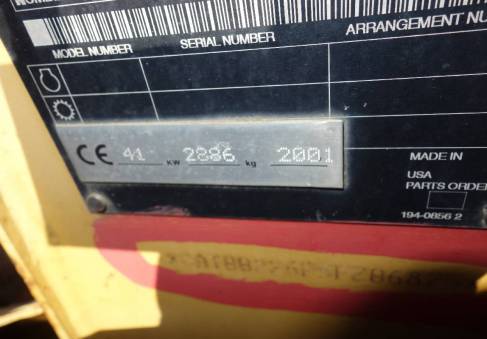 MODEL NUMBER SERIAL NUMBER ARRANGEMENT NU
CE 41 KW 2886 kg 2001
MADE IN
USA
PARTS ORDER
194-0856 2